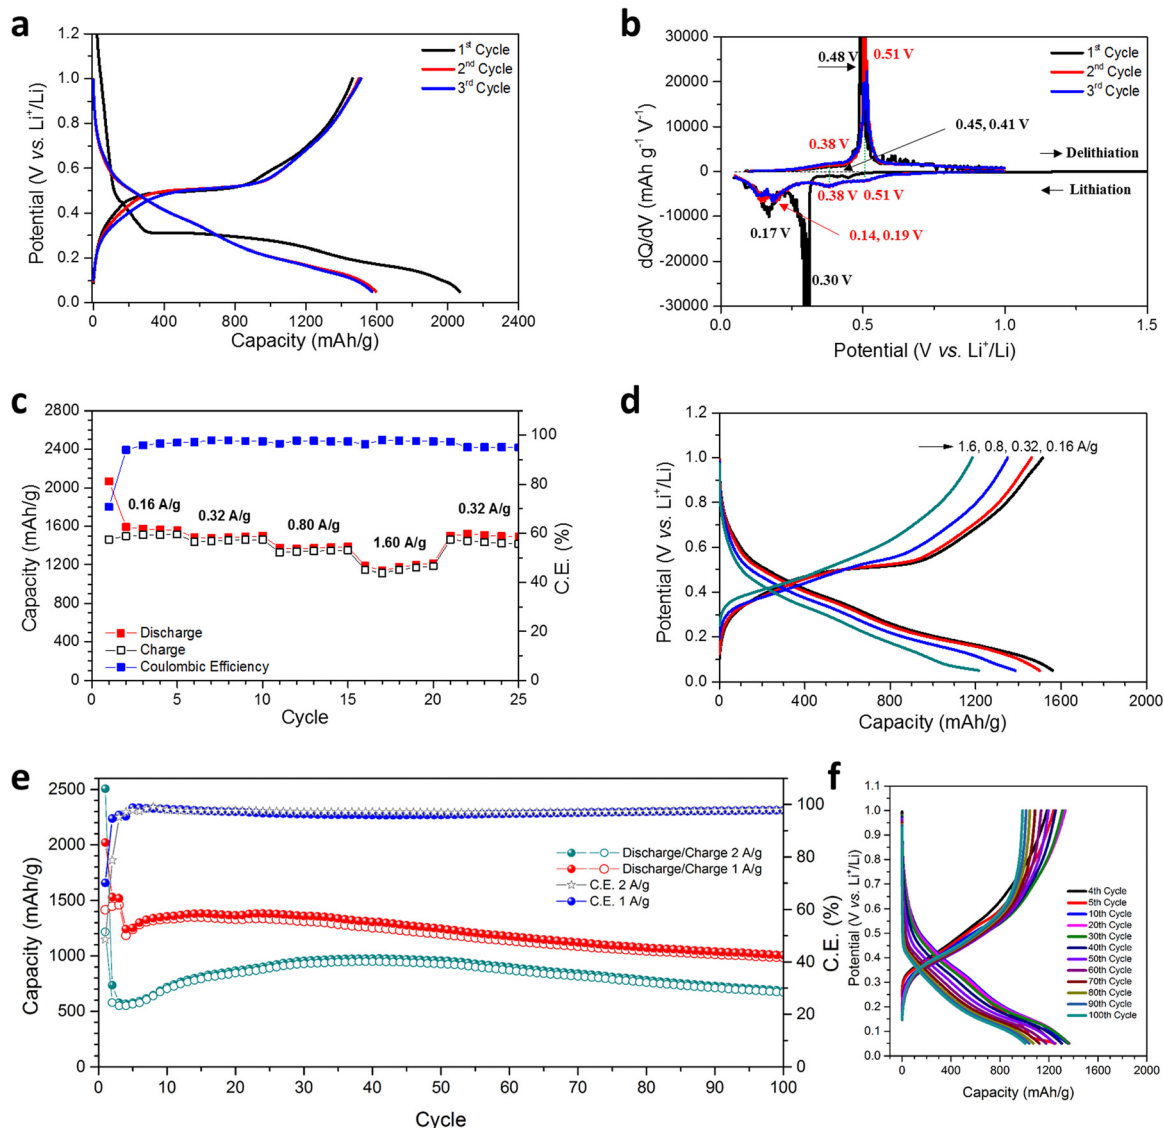 a
1.2
1.0
0.8
0.6
0.4
0.2
0.0
Potential (V vs. Li⁺/Li)
1st Cycle
2nd Cycle
3rd Cycle
0 400 800 1200 1600 2000 2400
Capacity (mAh/g)
b
30000
20000
10000
0
-10000
-20000
-30000
dQ/dV (mAh g⁻¹ V⁻¹)
0.48 V
0.51 V
1st Cycle
2nd Cycle
3rd Cycle
0.45, 0.41 V
0.38 V
Delithiation
Lithiation
0.38 V 0.51 V
0.17 V
0.14, 0.19 V
0.30 V
0.0 0.5 1.0 1.5
Potential (V vs. Li⁺/Li)
c
2800
2400
2000
1600
1200
800
400
0
Capacity (mAh/g)
0.16 A/g
0.32 A/g
0.80 A/g
1.60 A/g
0.32 A/g
Discharge
Charge
Coulombic Efficiency
100
80
60
40
20
0
C.E. (%)
0 5 10 15 20 25
Cycle
d
1.2
1.0
0.8
0.6
0.4
0.2
0.0
Potential (V vs. Li⁺/Li)
1.6, 0.8, 0.32, 0.16 A/g
0 400 800 1200 1600 2000
Capacity (mAh/g)
e
2500
2000
1500
1000
500
0
Capacity (mAh/g)
Discharge/Charge 2 A/g
Discharge/Charge 1 A/g
C.E. 2 A/g
C.E. 1 A/g
100
80
60
40
20
0
C.E. (%)
0 10 20 30 40 50 60 70 80 90 100
Cycle
f
1.1
1.0
0.9
0.8
0.7
0.6
0.5
0.4
0.3
0.2
0.1
0.0
Potential (V vs. Li⁺/Li)
4th Cycle
5th Cycle
10th Cycle
20th Cycle
30th Cycle
40th Cycle
50th Cycle
60th Cycle
70th Cycle
80th Cycle
90th Cycle
100th Cycle
0 400 800 1200 1600 2000
Capacity (mAh/g)